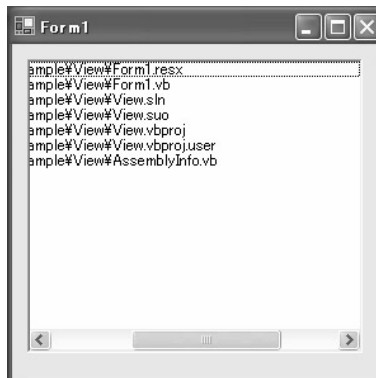 Form1
ample¥View¥Form1.resx
ample¥View¥Form1.vb
ample¥View¥View.sln
ample¥View¥View.suo
ample¥View¥View.vbproj
ample¥View¥View.vbproj.user
ample¥View¥AssemblyInfo.vb